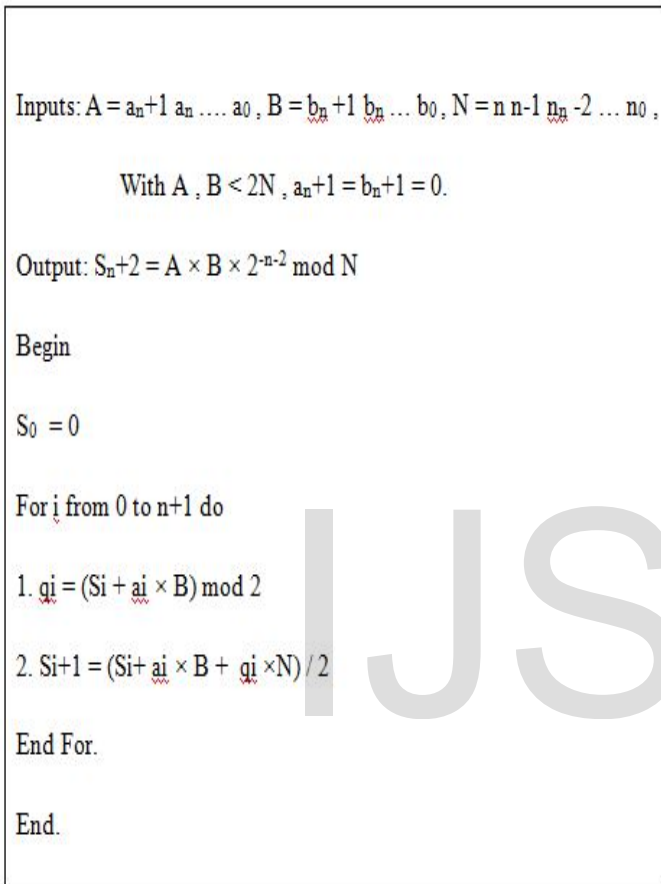 Inputs: A = aₙ+1 aₙ .... a₀ , B = bₙ +1 bₙ ... b₀ , N = n n-1 nₙ -2 ... n₀ ,
With A , B < 2N , aₙ+1 = bₙ+1 = 0.
Output: Sₙ+2 = A × B × 2⁻ⁿ⁻² mod N
Begin
S₀ = 0
For i from 0 to n+1 do
1. qi = (Si + ai × B) mod 2
2. Si+1 = (Si+ ai × B + qi ×N) / 2
End For.
End.
IJS